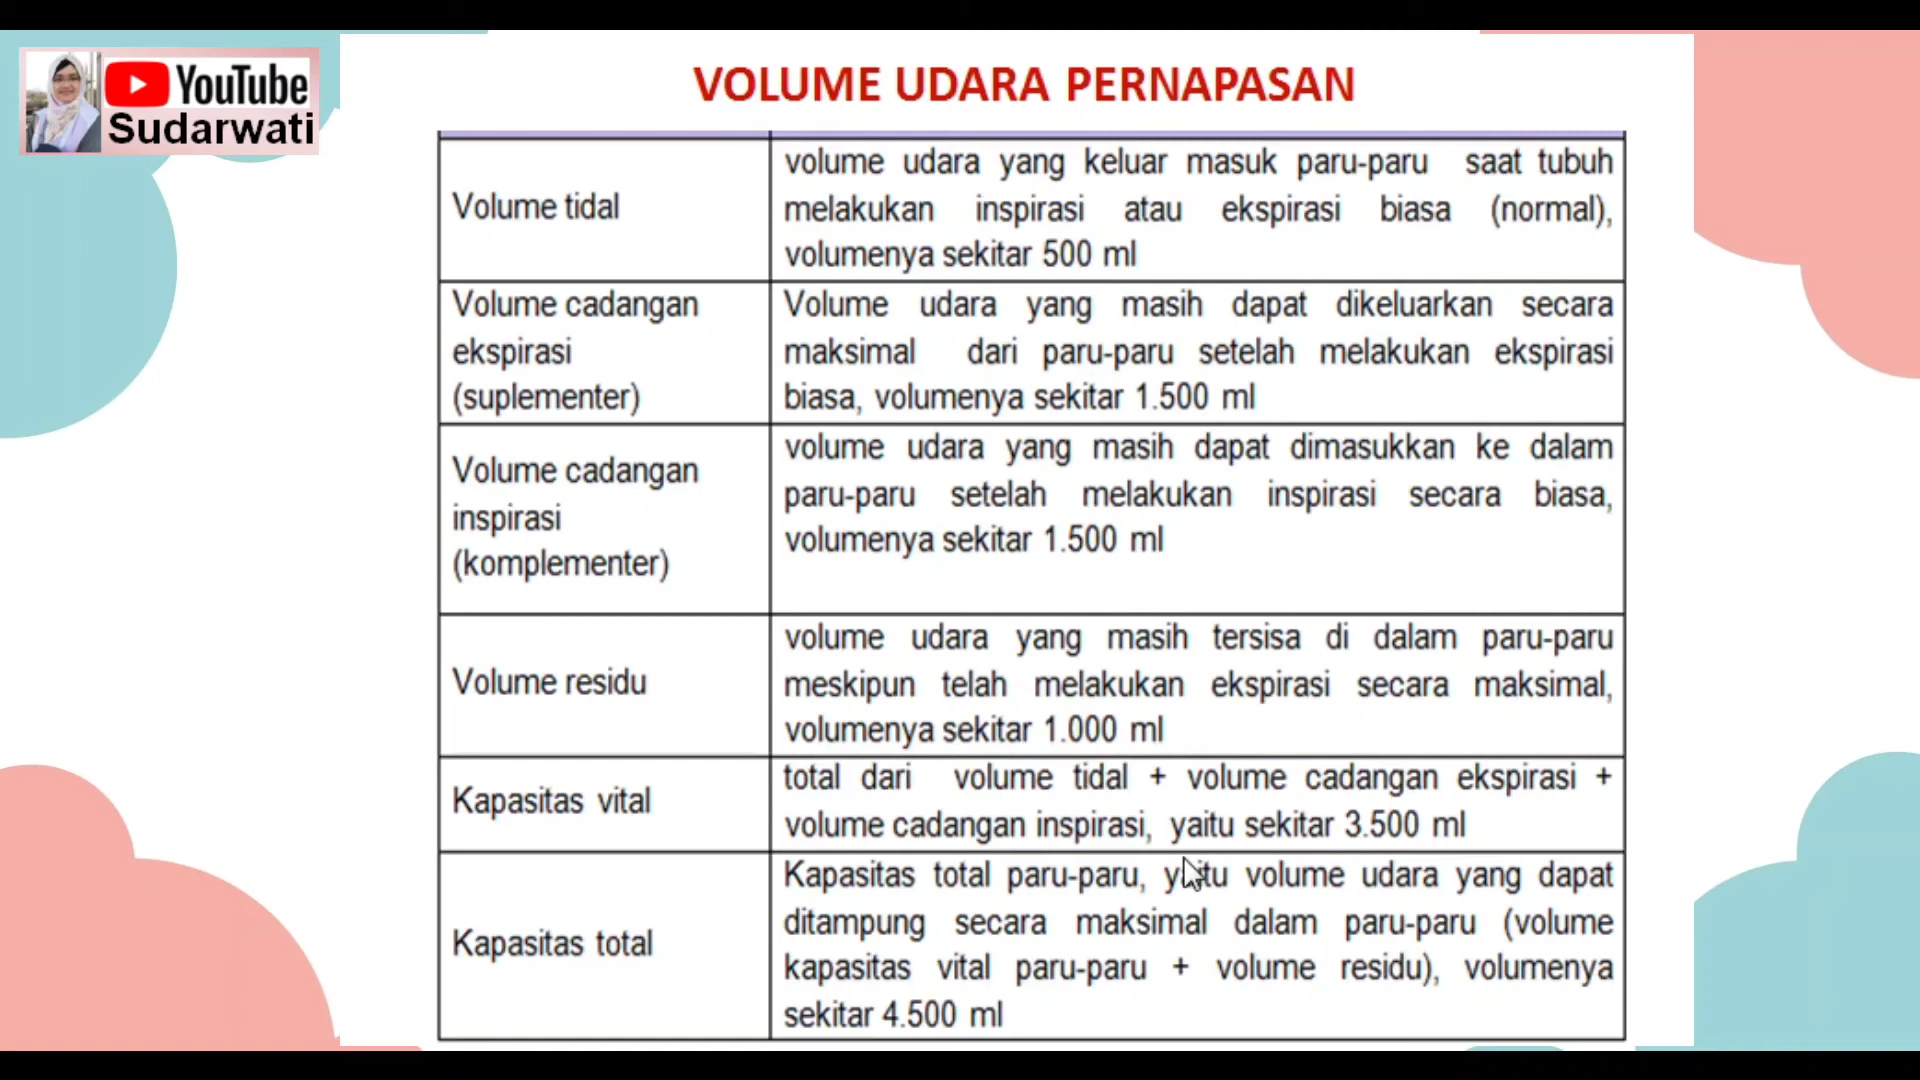 YouTube
Sudarwati
VOLUME UDARA PERNAPASAN
Volume tidal
volume udara yang keluar masuk paru-paru saat tubuh
melakukan inspirasi atau ekspirasi biasa (normal),
volumenya sekitar 500 ml
Volume cadangan
ekspirasi
(suplementer)
Volume udara yang masih dapat dikeluarkan secara
maksimal dari paru-paru setelah melakukan ekspirasi
biasa, volumenya sekitar 1.500 ml
Volume cadangan
inspirasi
(komplementer)
volume udara yang masih dapat dimasukkan ke dalam
paru-paru setelah melakukan inspirasi secara biasa,
volumenya sekitar 1.500 ml
Volume residu
volume udara yang masih tersisa di dalam paru-paru
meskipun telah melakukan ekspirasi secara maksimal,
volumenya sekitar 1.000 ml
Kapasitas vital
total dari volume tidal + volume cadangan ekspirasi +
volume cadangan inspirasi, yaitu sekitar 3.500 ml
Kapasitas total
Kapasitas total paru-paru, yaitu volume udara yang dapat
ditampung secara maksimal dalam paru-paru (volume
kapasitas vital paru-paru + volume residu), volumenya
sekitar 4.500 ml